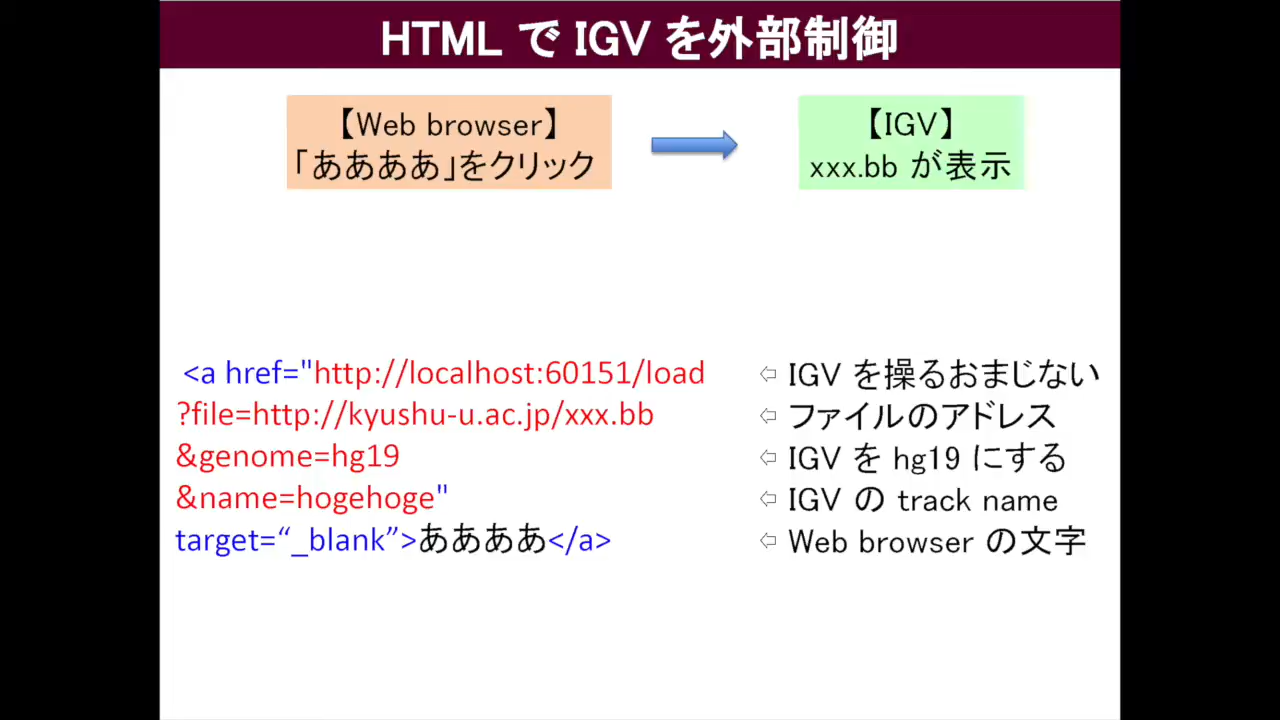 HTML で IGV を外部制御
【Web browser】
「ああああ」をクリック
【IGV】
xxx.bb が表示
<a href="http://localhost:60151/load
⇦ IGV を操るおまじない
?file=http://kyushu-u.ac.jp/xxx.bb
⇦ ファイルのアドレス
&genome=hg19
⇦ IGV を hg19 にする
&name=hogehoge"
⇦ IGV の track name
target=“_blank”>ああああ</a>
⇦ Web browser の文字